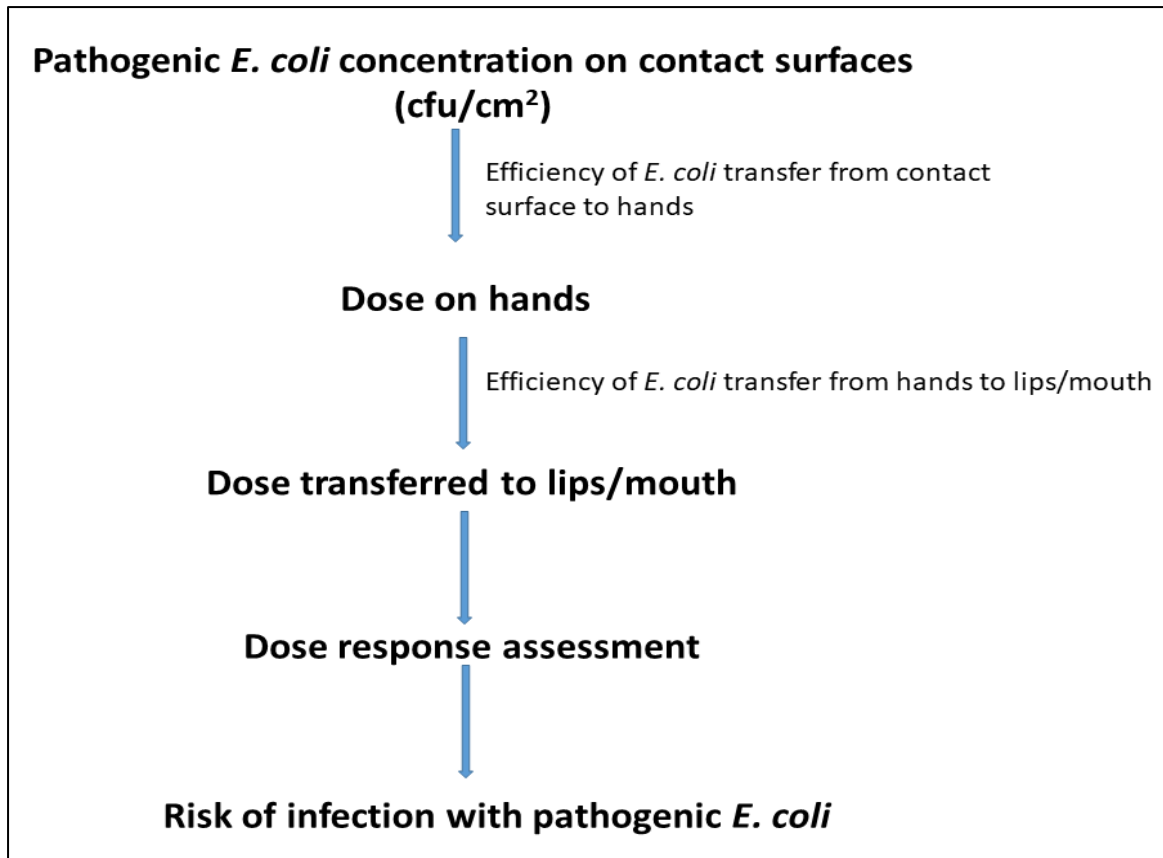 Pathogenic E. coli concentration on contact surfaces
(cfu/cm²)
Efficiency of E. coli transfer from contact
surface to hands
Dose on hands
Efficiency of E. coli transfer from hands to lips/mouth
Dose transferred to lips/mouth
Dose response assessment
Risk of infection with pathogenic E. coli